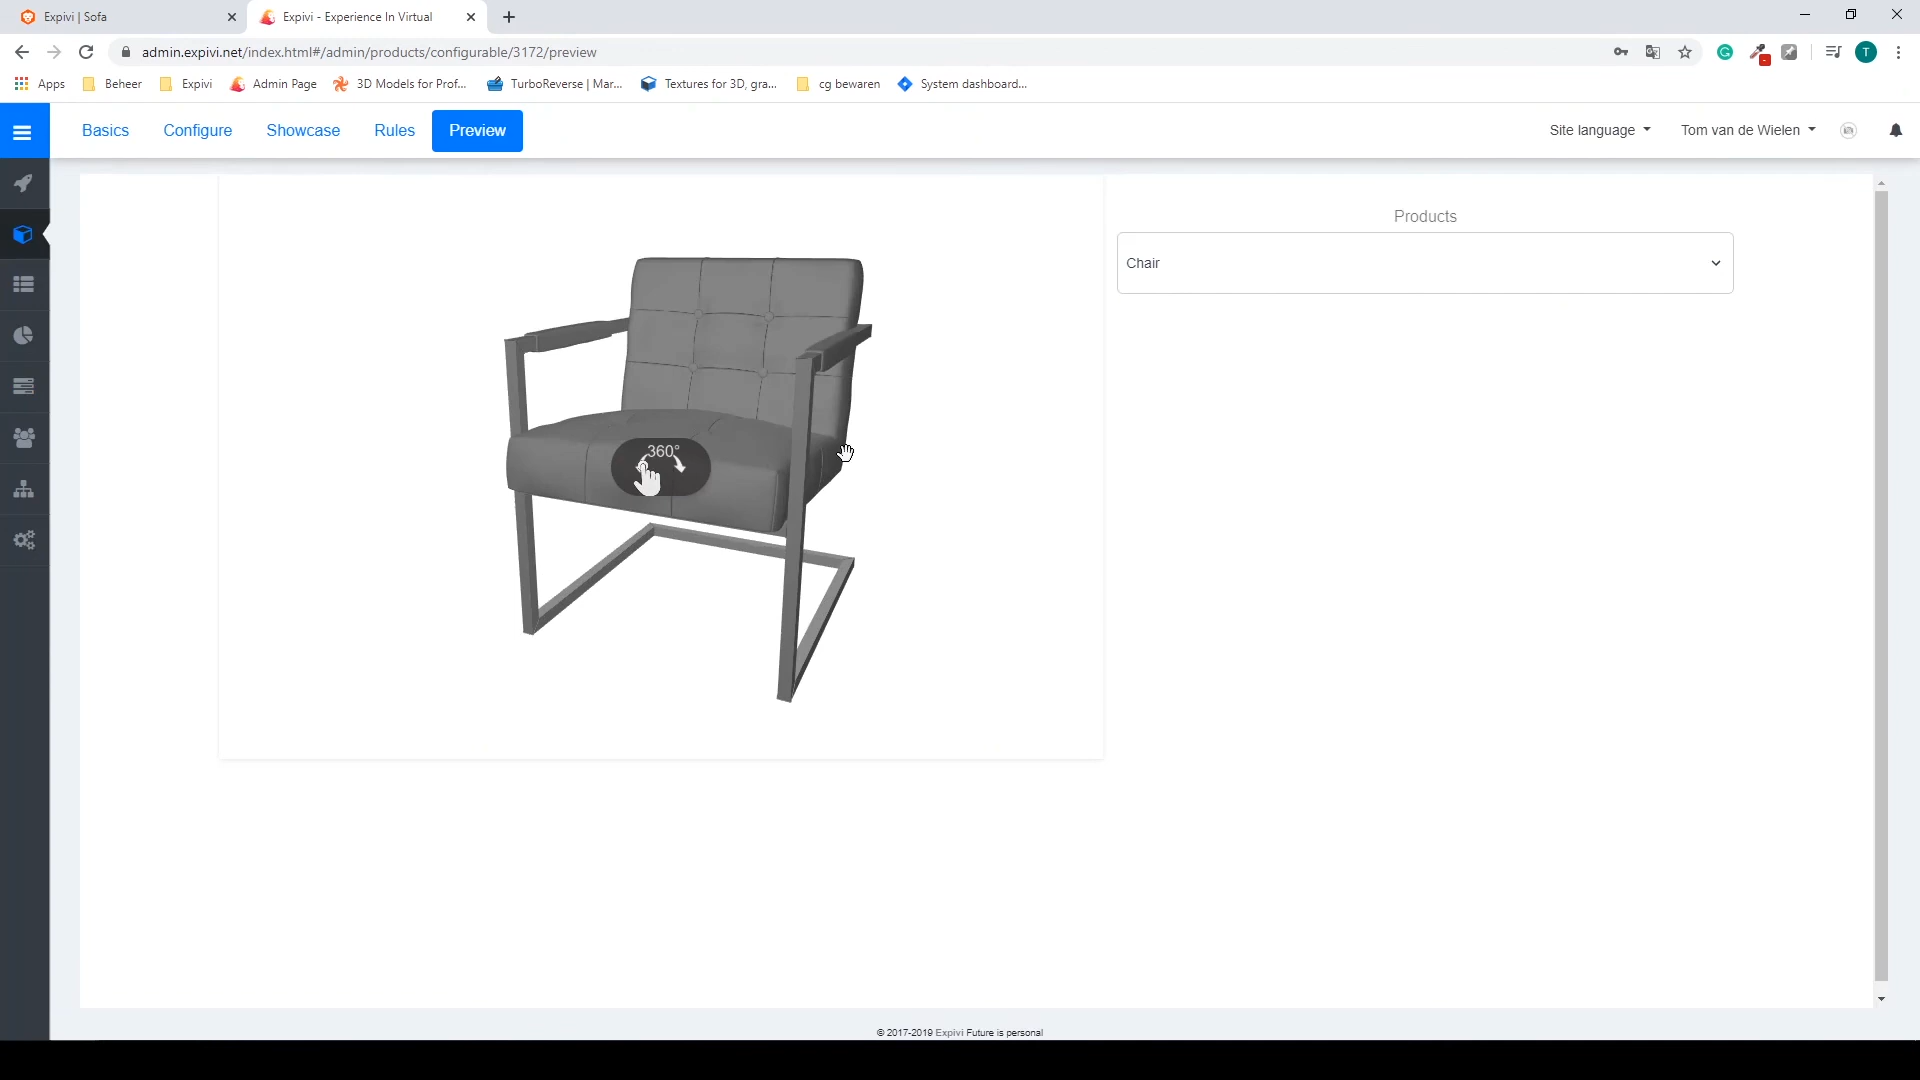 Expivi | Sofa
Expivi - Experience In Virtual
admin.expivi.net/index.html#/admin/products/configurable/3172/preview
T
Apps Beheer Expivi Admin Page 3D Models for Prof... TurboReverse | Mar... Textures for 3D, gra... cg bewaren System dashboard...
Basics Configure Showcase Rules Preview Site language Tom van de Wielen
Products
Chair
360°
© 2017-2019 Expivi Future is personal